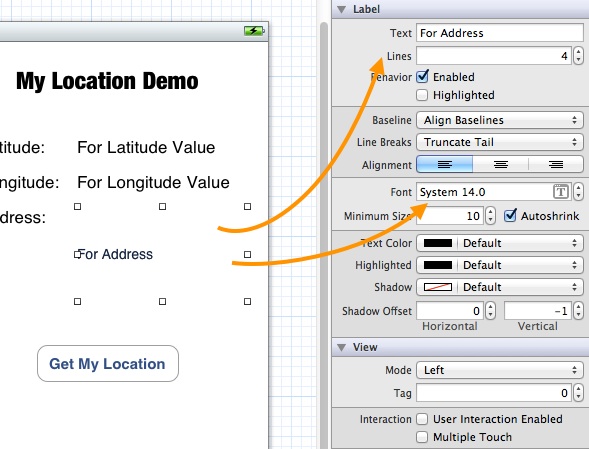 My Location Demo
titude:
For Latitude Value
ngitude:
For Longitude Value
dress:
For Address
Get My Location
Label
Text
For Address
Lines
4
Behavior
Enabled
Highlighted
Baseline
Align Baselines
Line Breaks
Truncate Tail
Alignment
Font
System 14.0
T
Minimum Size
10
Autoshrink
Text Color
Default
Highlighted
Default
Shadow
Default
Shadow Offset
0
-1
Horizontal
Vertical
View
Mode
Left
Tag
0
Interaction
User Interaction Enabled
Multiple Touch